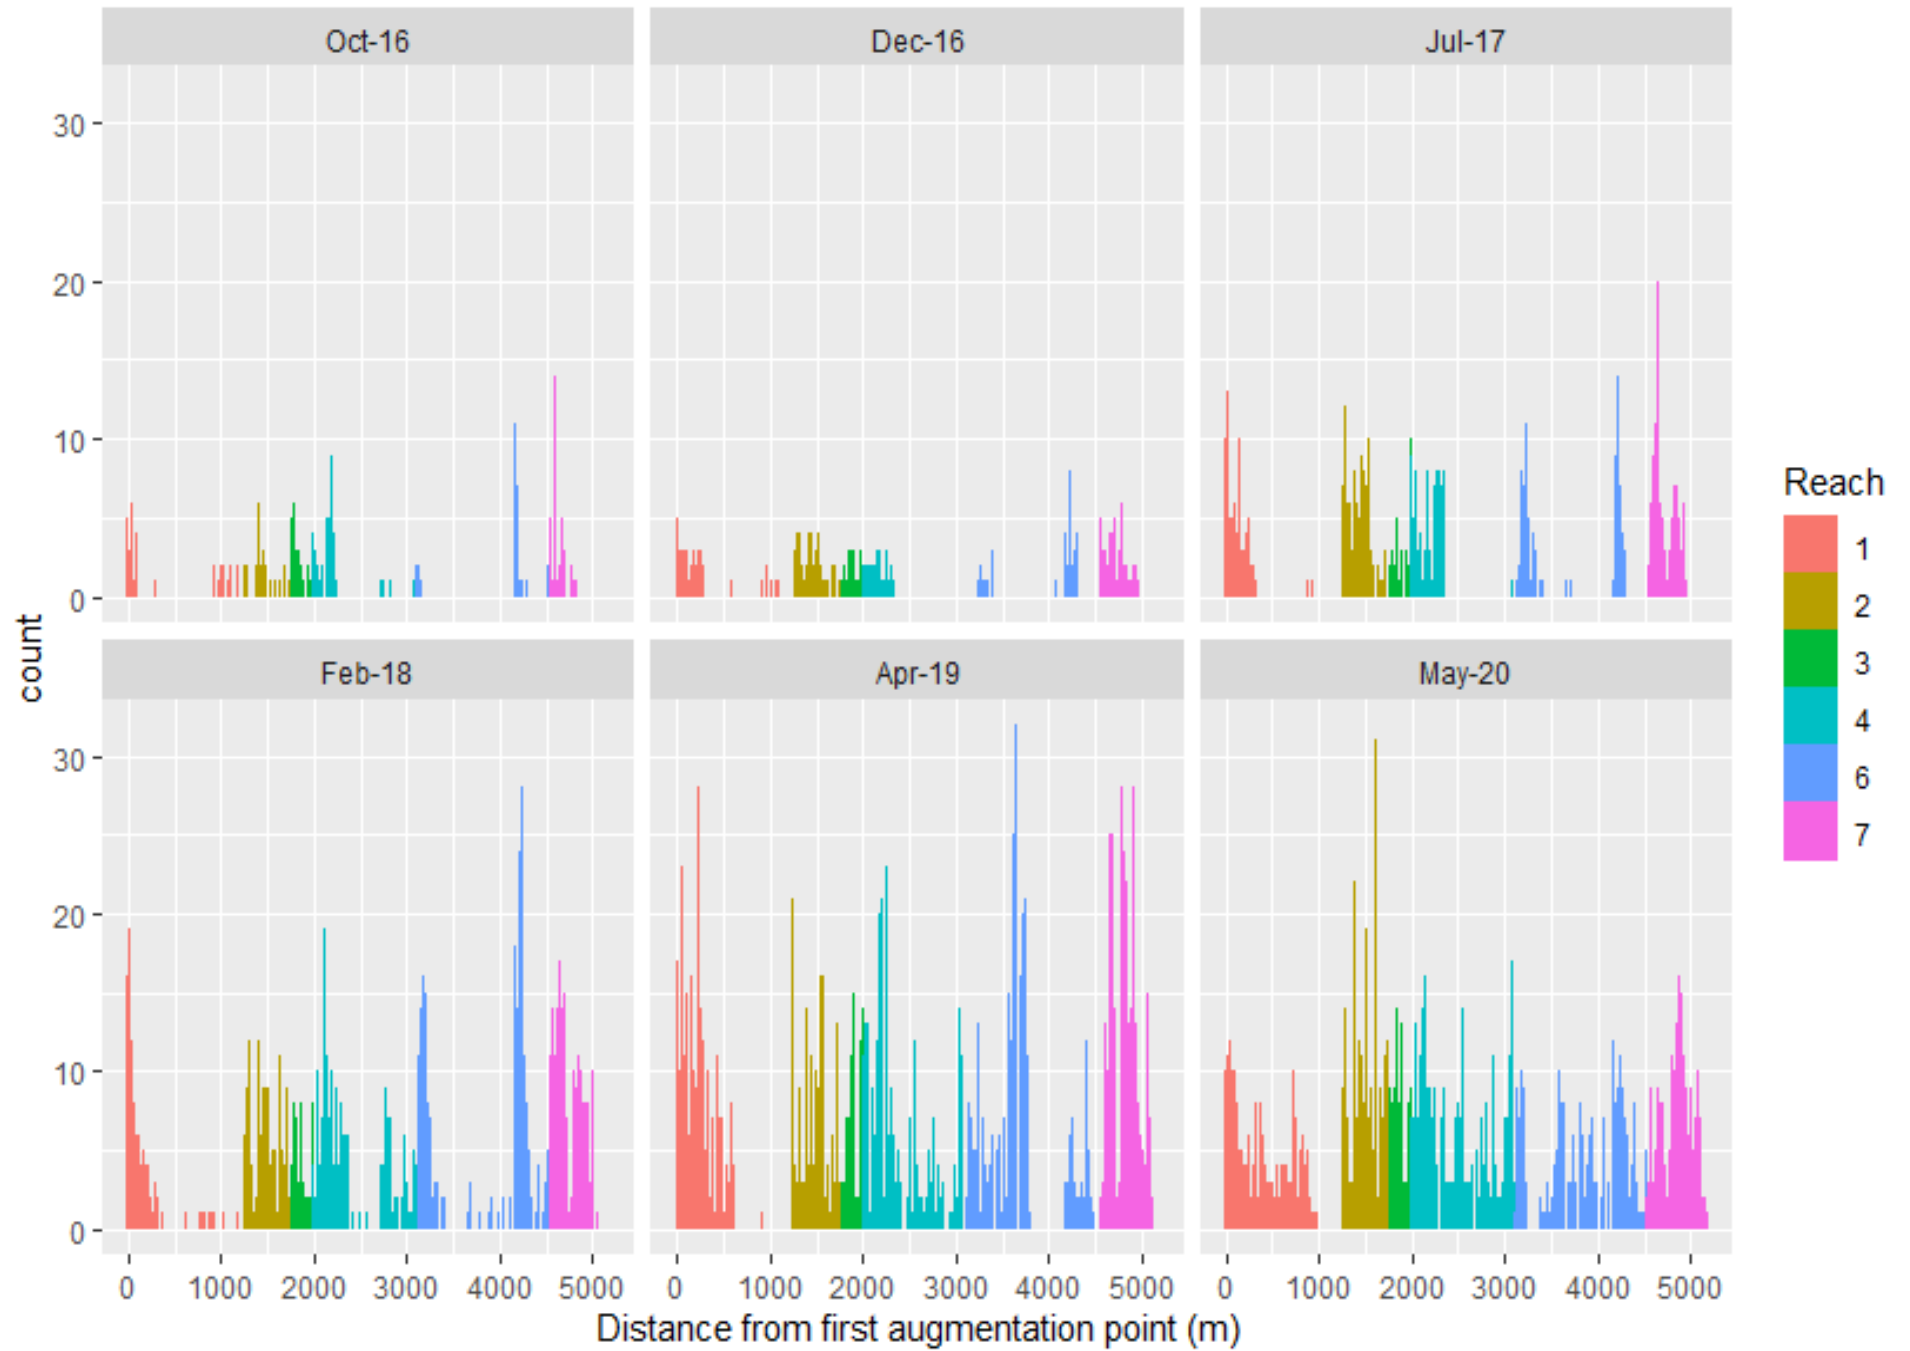 Oct-16 Dec-16 Jul-17
30
20
10
0
count
Feb-18 Apr-19 May-20
30
20
10
0
0 1000 2000 3000 4000 5000 0 1000 2000 3000 4000 5000 0 1000 2000 3000 4000 5000
Distance from first augmentation point (m)
Reach
1
2
3
4
6
7